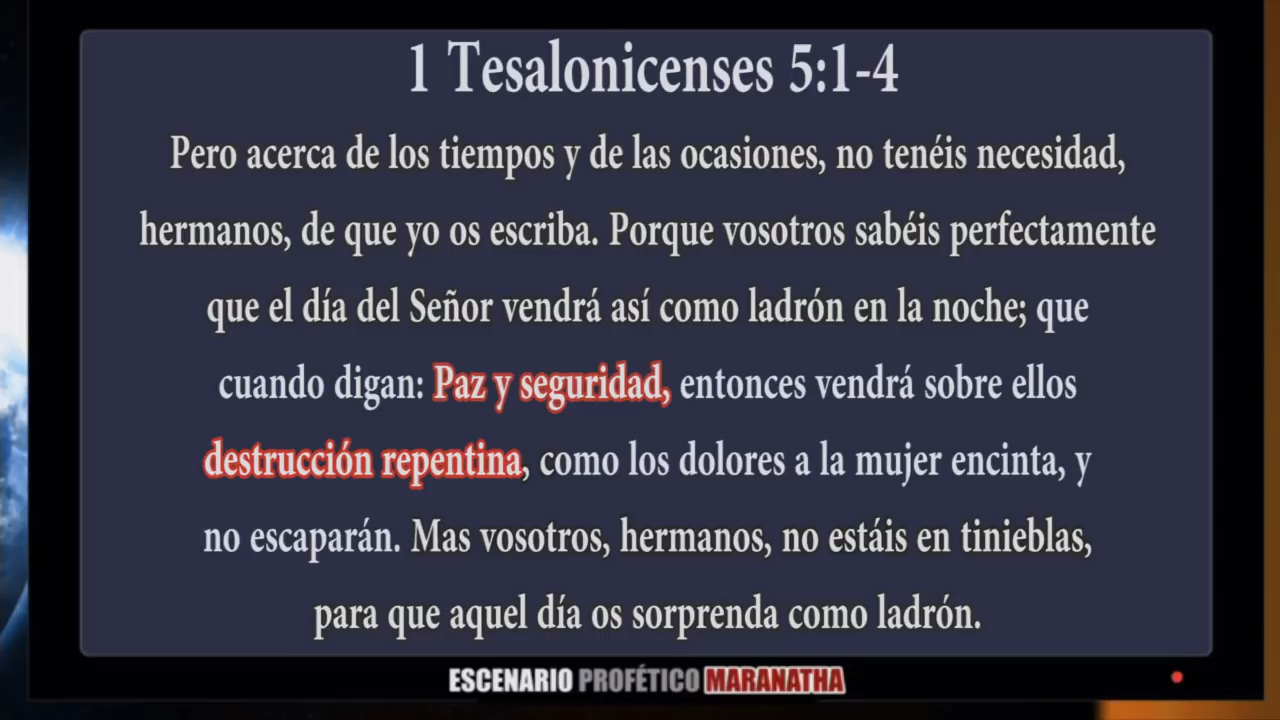 1 Tesalonicenses 5:1-4
Pero acerca de los tiempos y de las ocasiones, no tenéis necesidad,
hermanos, de que yo os escriba. Porque vosotros sabéis perfectamente
que el día del Señor vendrá así como ladrón en la noche; que
cuando digan: Paz y seguridad, entonces vendrá sobre ellos
destrucción repentina, como los dolores a la mujer encinta, y
no escaparán. Mas vosotros, hermanos, no estáis en tinieblas,
para que aquel día os sorprenda como ladrón.
ESCENARIO PROFÉTICO MARANATHA